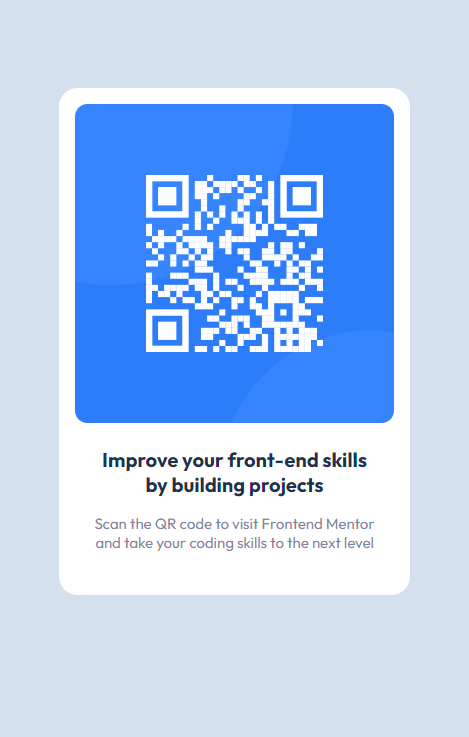 Improve your front-end skills
by building projects
Scan the QR code to visit Frontend Mentor
and take your coding skills to the next level